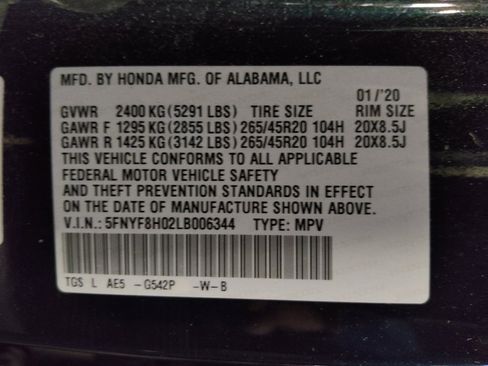 MFD. BY HONDA MFG. OF ALABAMA, LLC
01/'20
GVWR 2400 KG (5291 LBS) TIRE SIZE RIM SIZE
GAWR F 1295 KG (2855 LBS) 265/45R20 104H 20X8.5J
GAWR R 1425 KG (3142 LBS) 265/45R20 104H 20X8.5J
THIS VEHICLE CONFORMS TO ALL APPLICABLE
FEDERAL MOTOR VEHICLE SAFETY
AND THEFT PREVENTION STANDARDS IN EFFECT
ON THE DATE OF MANUFACTURE SHOWN ABOVE.
V.I.N.: 5FNYF8H02LB006344 TYPE: MPV
TGS L AE5 -G542P -W-B